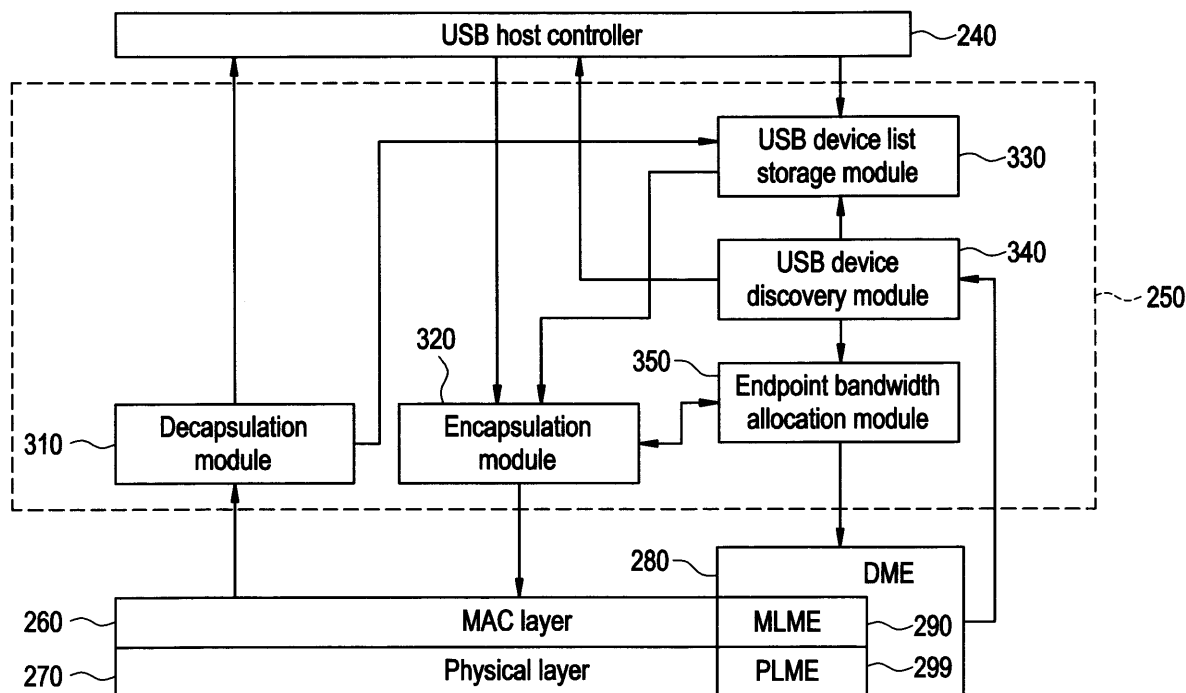 USB host controller
240
USB device list
storage module
330
340
USB device
discovery module
250
320
350
Endpoint bandwidth
allocation module
310
Decapsulation
module
Encapsulation
module
280
DME
260
MAC layer
MLME
290
270
Physical layer
PLME
299